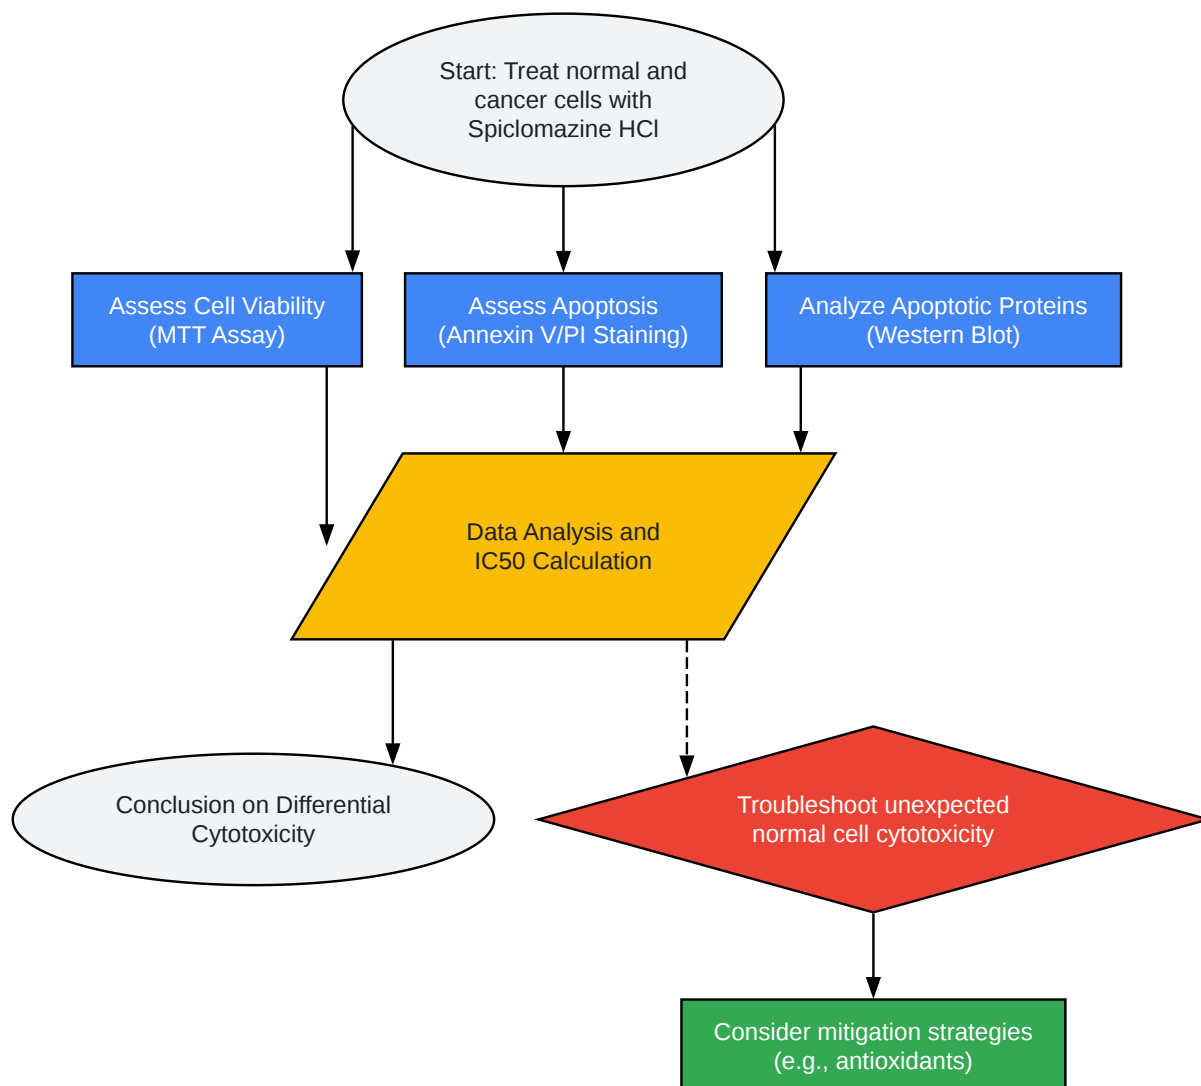 Start: Treat normal and
cancer cells with
Spiclomazine HCl
Assess Cell Viability
(MTT Assay)
Assess Apoptosis
(Annexin V/PI Staining)
Analyze Apoptotic Proteins
(Western Blot)
Data Analysis and
IC50 Calculation
Conclusion on Differential
Cytotoxicity
Troubleshoot unexpected
normal cell cytotoxicity
Consider mitigation strategies
(e.g., antioxidants)